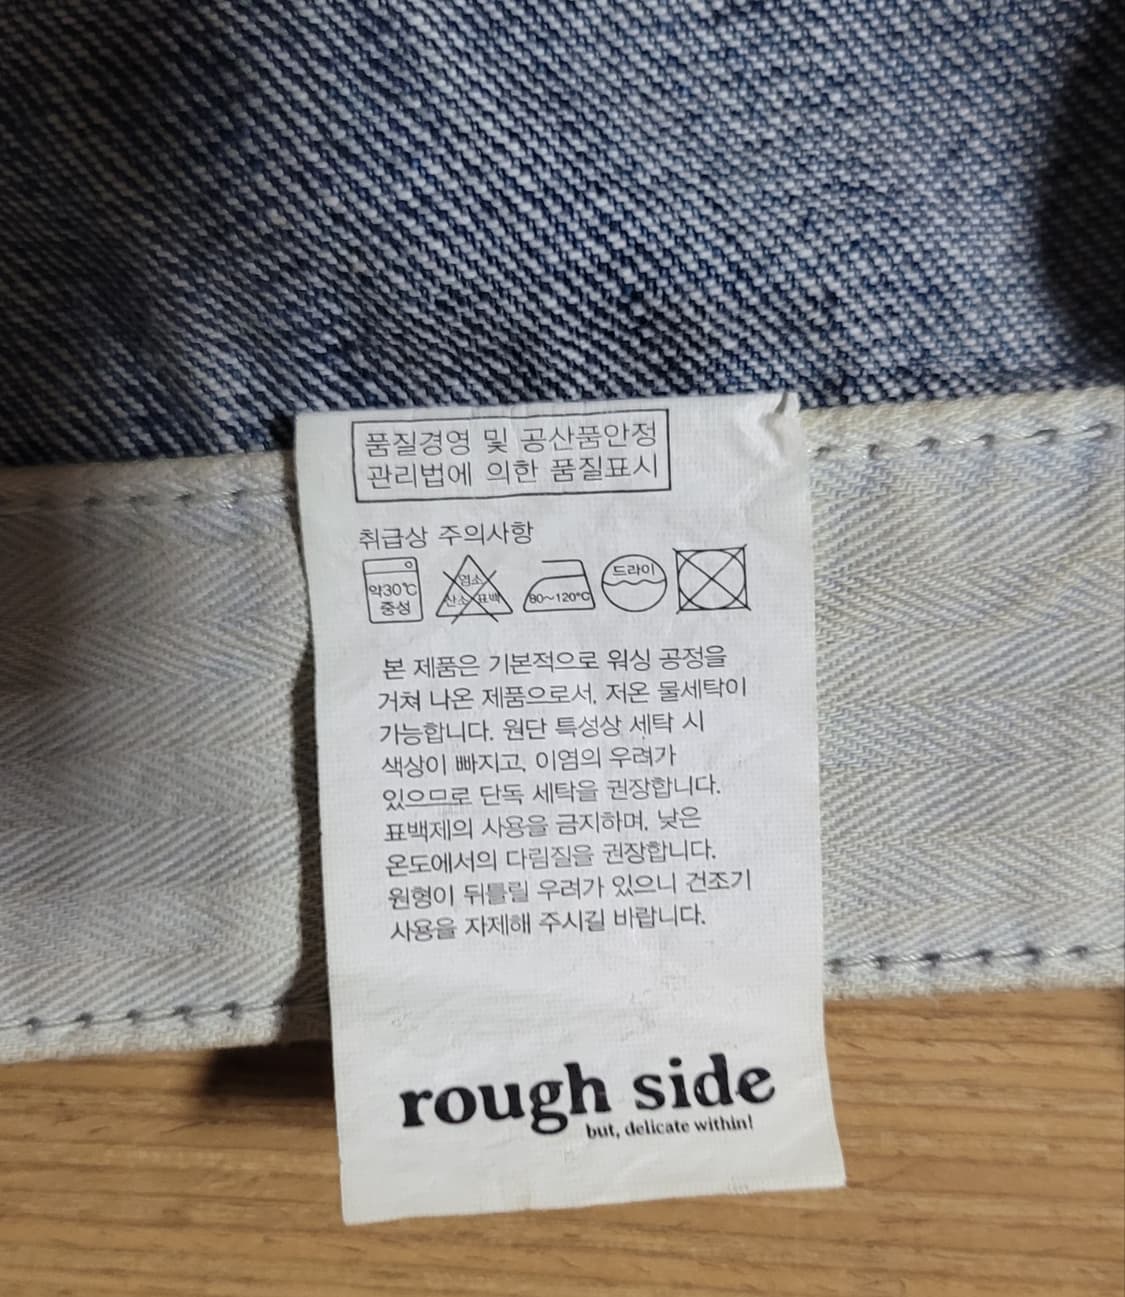 품질경영 및 공산품안정
관리법에 의한 품질표시
취급상 주의사항
약30℃
중성
염소
산소 표백
80~120℃
드라이
본 제품은 기본적으로 워싱 공정을
거쳐 나온 제품으로서, 저온 물세탁이
가능합니다. 원단 특성상 세탁 시
색상이 빠지고, 이염의 우려가
있으므로 단독 세탁을 권장합니다.
표백제의 사용을 금지하며, 낮은
온도에서의 다림질을 권장합니다.
원형이 뒤틀릴 우려가 있으니 건조기
사용을 자제해 주시길 바랍니다.
rough side
but, delicate within!